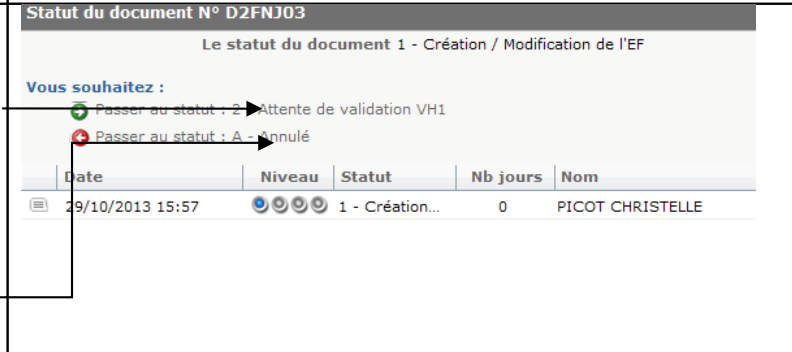 Statut du document N° D2FNJ03
Le statut du document 1 - Création / Modification de l'EF
Vous souhaitez :
Passer au statut : 2 - Attente de validation VH1
Passer au statut : A - Annulé
Date Niveau Statut Nb jours Nom
29/10/2013 15:57 1 - Création... 0 PICOT CHRISTELLE